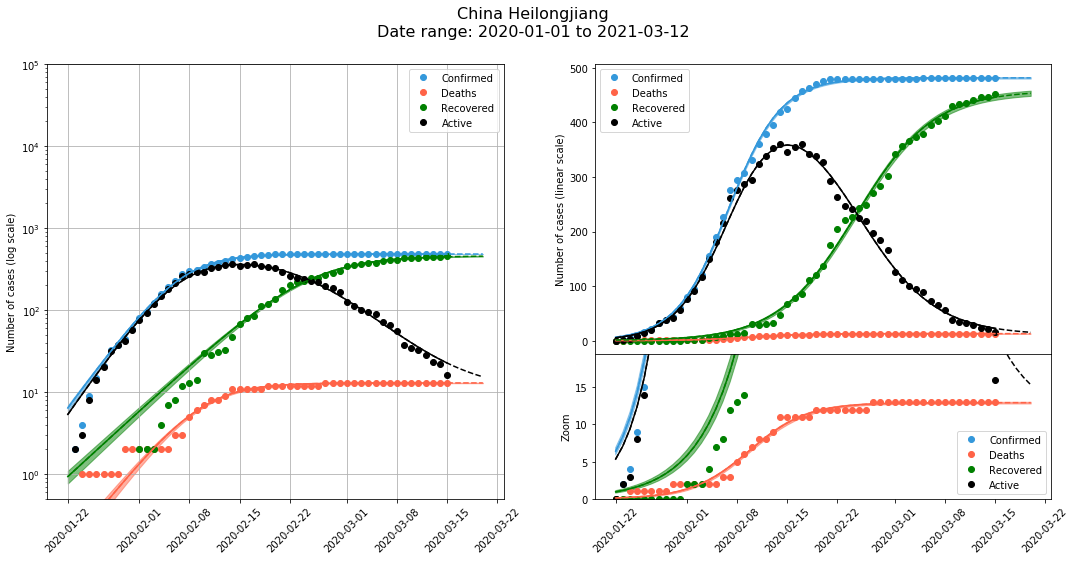 China Heilongjiang
Date range: 2020-01-01 to 2021-03-12
Number of cases (log scale)
10^5
10^4
10^3
10^2
10^1
10^0
Confirmed
Deaths
Recovered
Active
2020-01-22
2020-02-01
2020-02-08
2020-02-15
2020-02-22
2020-03-01
2020-03-08
2020-03-15
2020-03-22
Number of cases (linear scale)
500
400
300
200
100
0
Confirmed
Deaths
Recovered
Active
Zoom
15
10
5
0
Confirmed
Deaths
Recovered
Active
2020-01-22
2020-02-01
2020-02-08
2020-02-15
2020-02-22
2020-03-01
2020-03-08
2020-03-15
2020-03-22